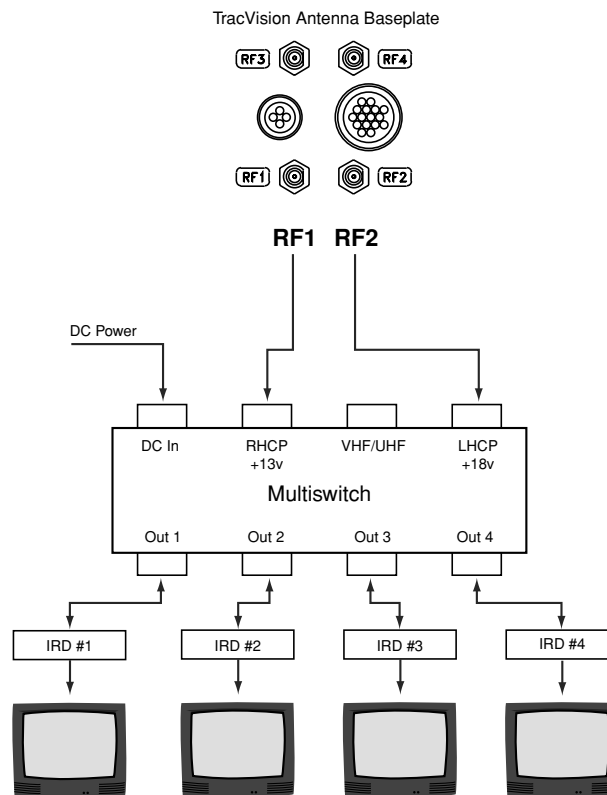 TracVision Antenna Baseplate
RF3
RF4
RF1
RF2
RF1 RF2
DC Power
DC In
RHCP
+13v
VHF/UHF
LHCP
+18v
Multiswitch
Out 1
Out 2
Out 3
Out 4
IRD #1
IRD #2
IRD #3
IRD #4